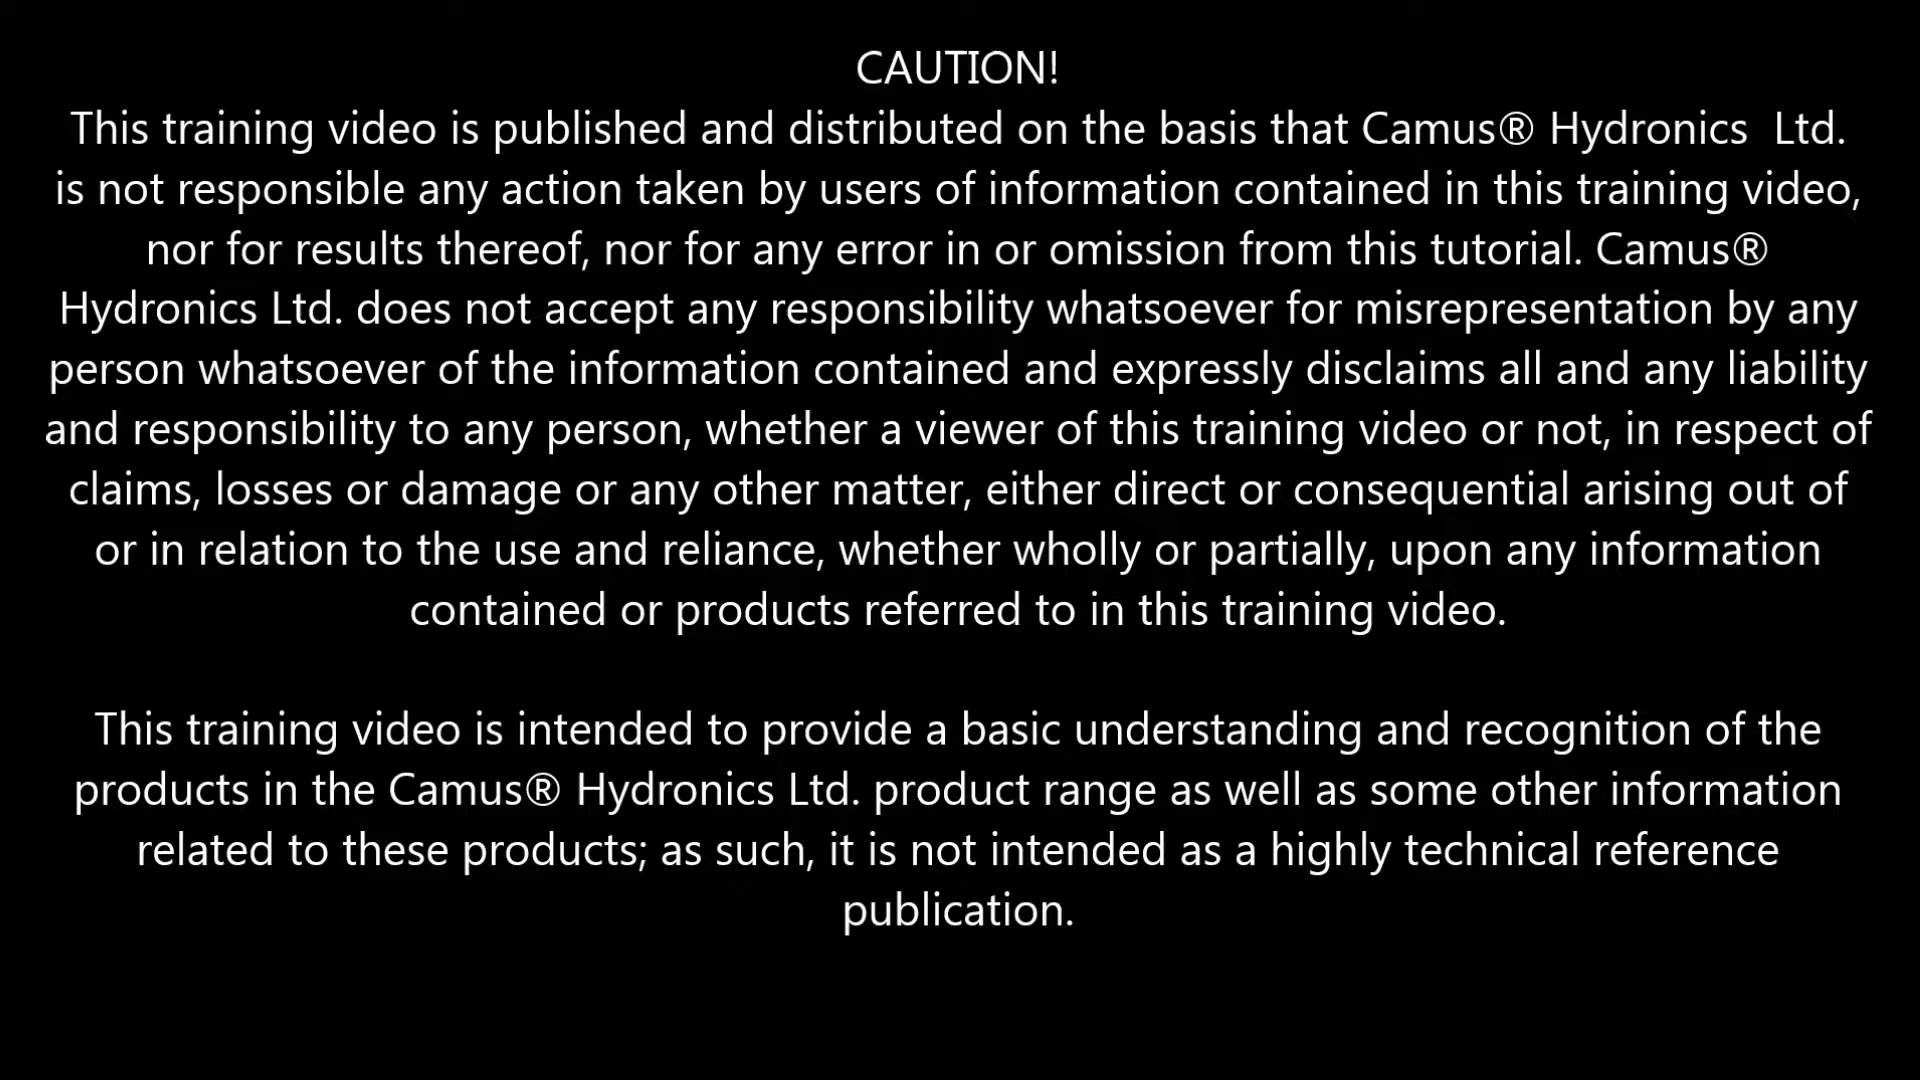 CAUTION!
This training video is published and distributed on the basis that Camus® Hydronics  Ltd.
is not responsible any action taken by users of information contained in this training video,
nor for results thereof, nor for any error in or omission from this tutorial. Camus®
Hydronics Ltd. does not accept any responsibility whatsoever for misrepresentation by any
person whatsoever of the information contained and expressly disclaims all and any liability
and responsibility to any person, whether a viewer of this training video or not, in respect of
claims, losses or damage or any other matter, either direct or consequential arising out of
or in relation to the use and reliance, whether wholly or partially, upon any information
contained or products referred to in this training video.
This training video is intended to provide a basic understanding and recognition of the
products in the Camus® Hydronics Ltd. product range as well as some other information
related to these products; as such, it is not intended as a highly technical reference
publication.